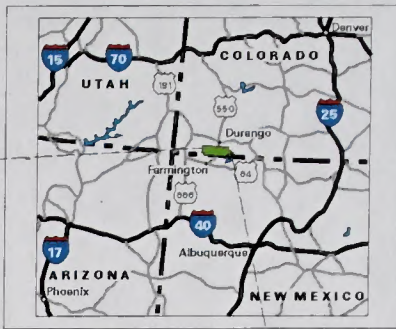 Denver
15
70
COLORADO
UTAH
191
550
25
Durango
Farmington
64
666
40
17
Albuquerque
ARIZONA
Phoenix
NEW MEXICO